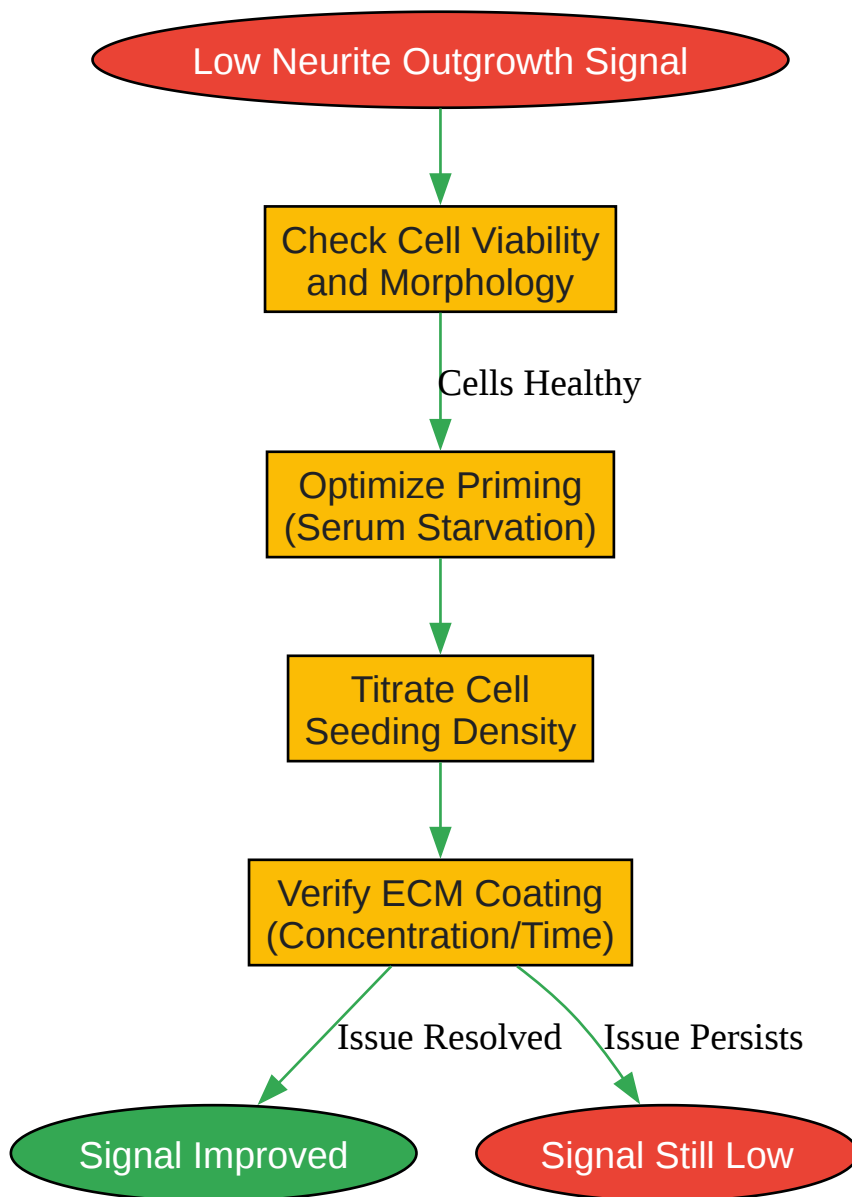 Low Neurite Outgrowth Signal
Check Cell Viability
and Morphology
Cells Healthy
Optimize Priming
(Serum Starvation)
Titrate Cell
Seeding Density
Verify ECM Coating
(Concentration/Time)
Issue Resolved
Issue Persists
Signal Improved
Signal Still Low